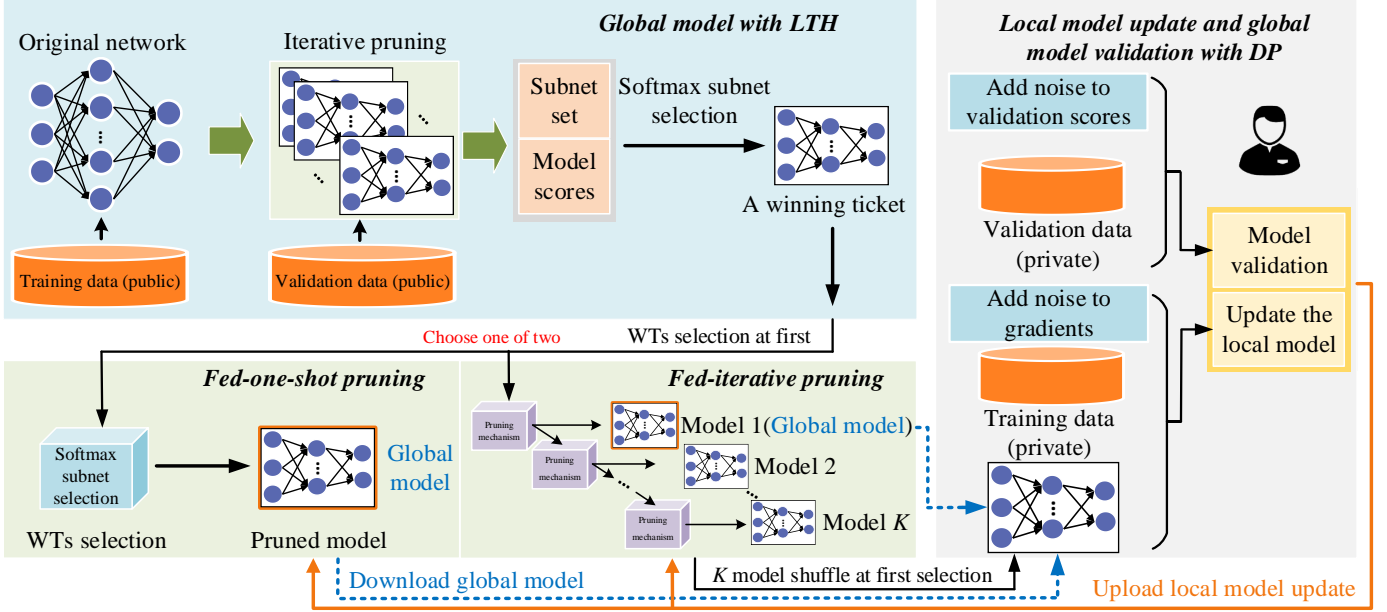 Global model with LTH
Original network
Iterative pruning
Subnet
set
Model
scores
Softmax subnet
selection
A winning ticket
Training data (public)
Validation data (public)
Choose one of two
WTs selection at first
Fed-one-shot pruning
Softmax
subnet
selection
WTs selection
Global
model
Pruned model
Fed-iterative pruning
Pruning
mechanism
Pruning
mechanism
Pruning
mechanism
Model 1(Global model)
Model 2
Model K
Download global model
K model shuffle at first selection
Upload local model update
Local model update and global
model validation with DP
Add noise to
validation scores
Validation data
(private)
Add noise to
gradients
Training data
(private)
Model
validation
Update the
local model